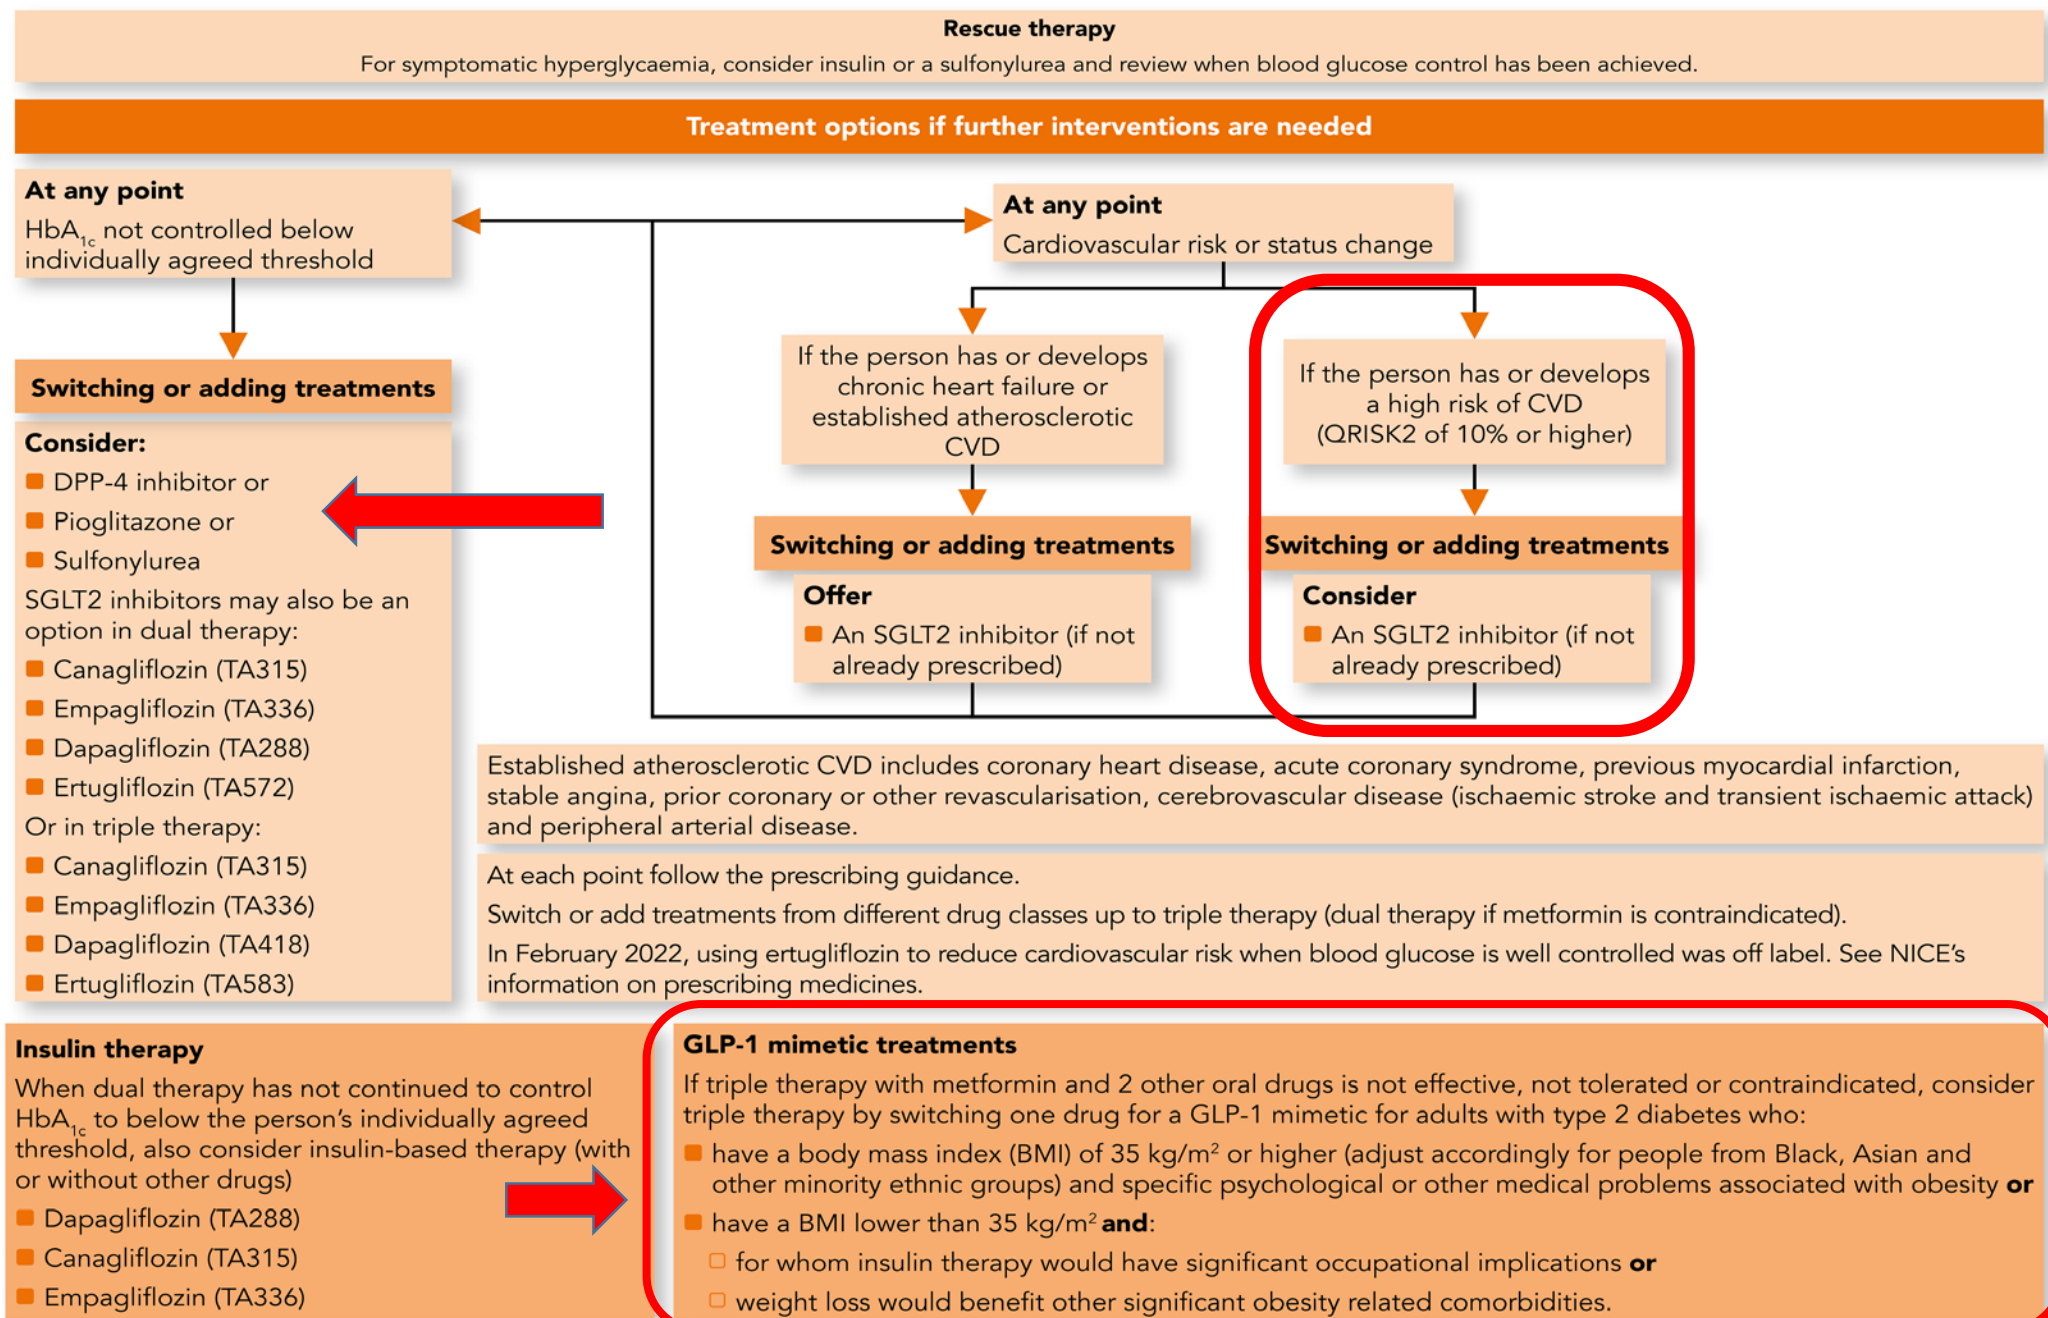 Rescue therapy
For symptomatic hyperglycaemia, consider insulin or a sulfonylurea and review when blood glucose control has been achieved.
Treatment options if further interventions are needed
At any point
HbA1c not controlled below
individually agreed threshold
Switching or adding treatments
Consider:
DPP-4 inhibitor or
Pioglitazone or
Sulfonylurea
SGLT2 inhibitors may also be an
option in dual therapy:
Canagliflozin (TA315)
Empagliflozin (TA336)
Dapagliflozin (TA288)
Ertugliflozin (TA572)
Or in triple therapy:
Canagliflozin (TA315)
Empagliflozin (TA336)
Dapagliflozin (TA418)
Ertugliflozin (TA583)
At any point
Cardiovascular risk or status change
If the person has or develops
chronic heart failure or
established atherosclerotic
CVD
Switching or adding treatments
Offer
An SGLT2 inhibitor (if not
already prescribed)
If the person has or develops
a high risk of CVD
(QRISK2 of 10% or higher)
Switching or adding treatments
Consider
An SGLT2 inhibitor (if not
already prescribed)
Established atherosclerotic CVD includes coronary heart disease, acute coronary syndrome, previous myocardial infarction,
stable angina, prior coronary or other revascularisation, cerebrovascular disease (ischaemic stroke and transient ischaemic attack)
and peripheral arterial disease.
At each point follow the prescribing guidance.
Switch or add treatments from different drug classes up to triple therapy (dual therapy if metformin is contraindicated).
In February 2022, using ertugliflozin to reduce cardiovascular risk when blood glucose is well controlled was off label. See NICE's
information on prescribing medicines.
Insulin therapy
When dual therapy has not continued to control
HbA1c to below the person's individually agreed
threshold, also consider insulin-based therapy (with
or without other drugs)
Dapagliflozin (TA288)
Canagliflozin (TA315)
Empagliflozin (TA336)
GLP-1 mimetic treatments
If triple therapy with metformin and 2 other oral drugs is not effective, not tolerated or contraindicated, consider
triple therapy by switching one drug for a GLP-1 mimetic for adults with type 2 diabetes who:
have a body mass index (BMI) of 35 kg/m² or higher (adjust accordingly for people from Black, Asian and
other minority ethnic groups) and specific psychological or other medical problems associated with obesity or
have a BMI lower than 35 kg/m² and:
for whom insulin therapy would have significant occupational implications or
weight loss would benefit other significant obesity related comorbidities.